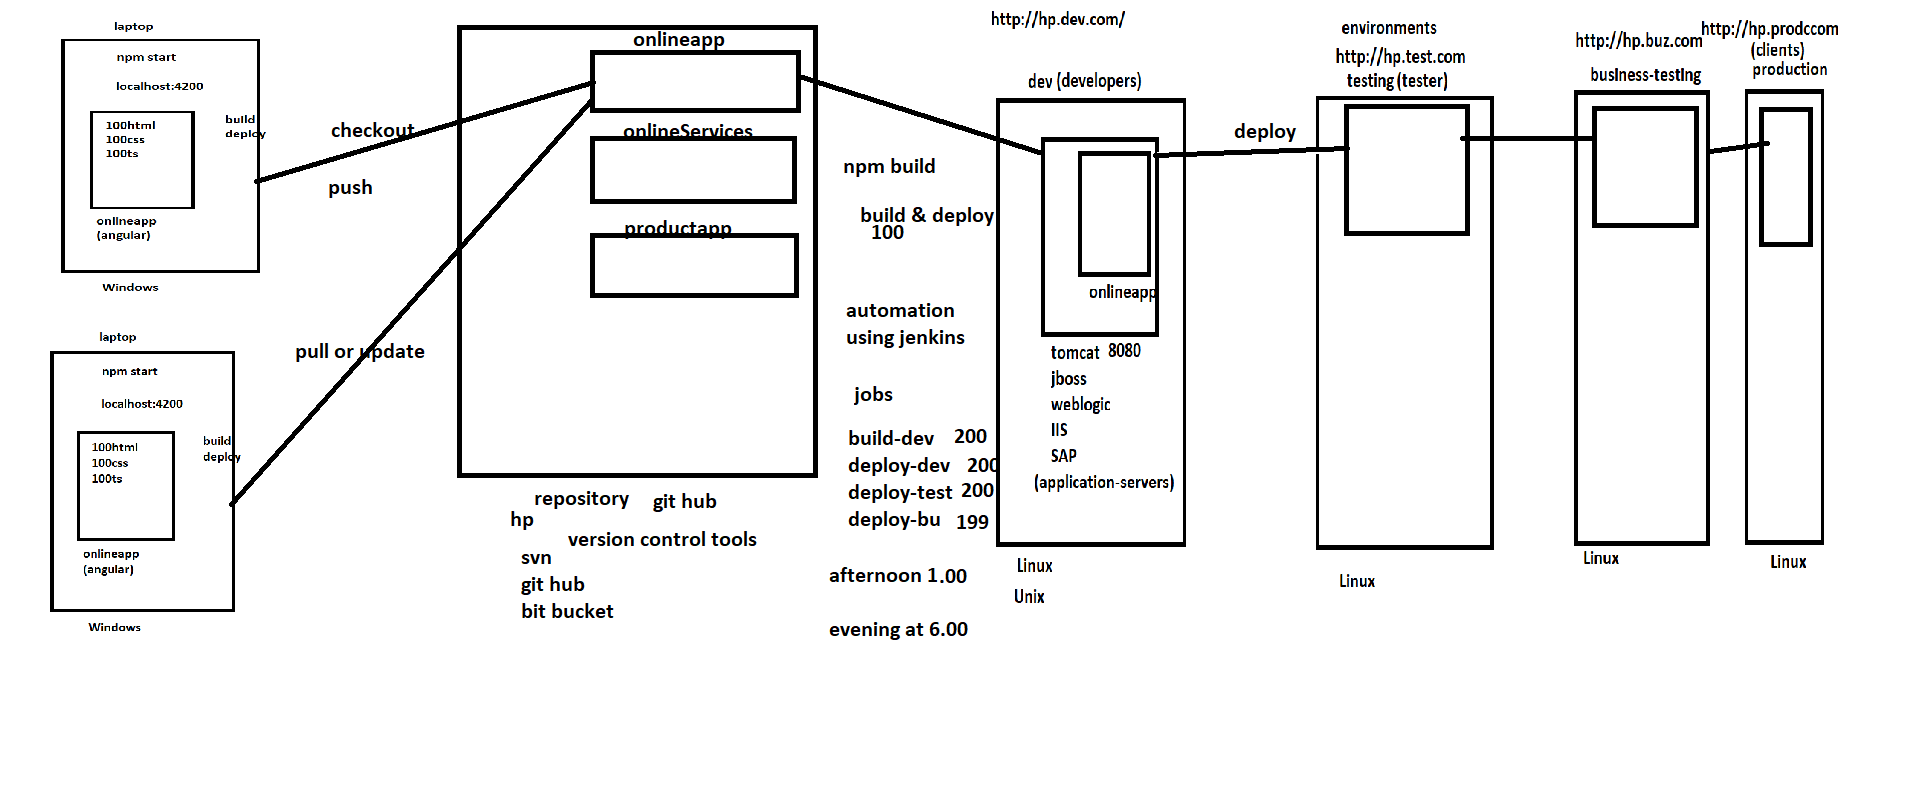 laptop
npm start
localhost:4200
100html
100css
100ts
build
deploy
onlineapp
(angular)
Windows
laptop
npm start
localhost:4200
100html
100css
100ts
build
deploy
onlineapp
(angular)
Windows
checkout
push
pull or update
onlineapp
onlineServices
productapp
repository git hub
hp
version control tools
svn
git hub
bit bucket
npm build
build & deploy
100
automation
using jenkins
jobs
build-dev 200
deploy-dev 200
deploy-test 200
deploy-bu 199
afternoon 1.00
evening at 6.00
http://hp.dev.com/
dev (developers)
onlineapp
tomcat 8080
jboss
weblogic
IIS
SAP
(application-servers)
Linux
Unix
deploy
environments
http://hp.test.com
testing (tester)
Linux
http://hp.buz.com
business-testing
Linux
http://hp.prodccom
(clients)
production
Linux